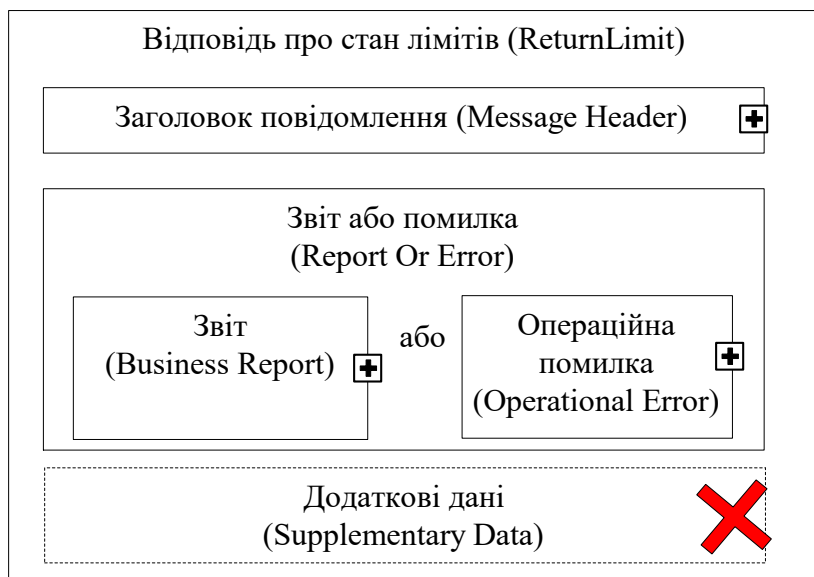 Відповідь про стан лімітів (ReturnLimit)
Заголовок повідомлення (Message Header)
Звіт або помилка
(Report Or Error)
Звіт
(Business Report)
або
Операційна
помилка
(Operational Error)
Додаткові дані
(Supplementary Data)